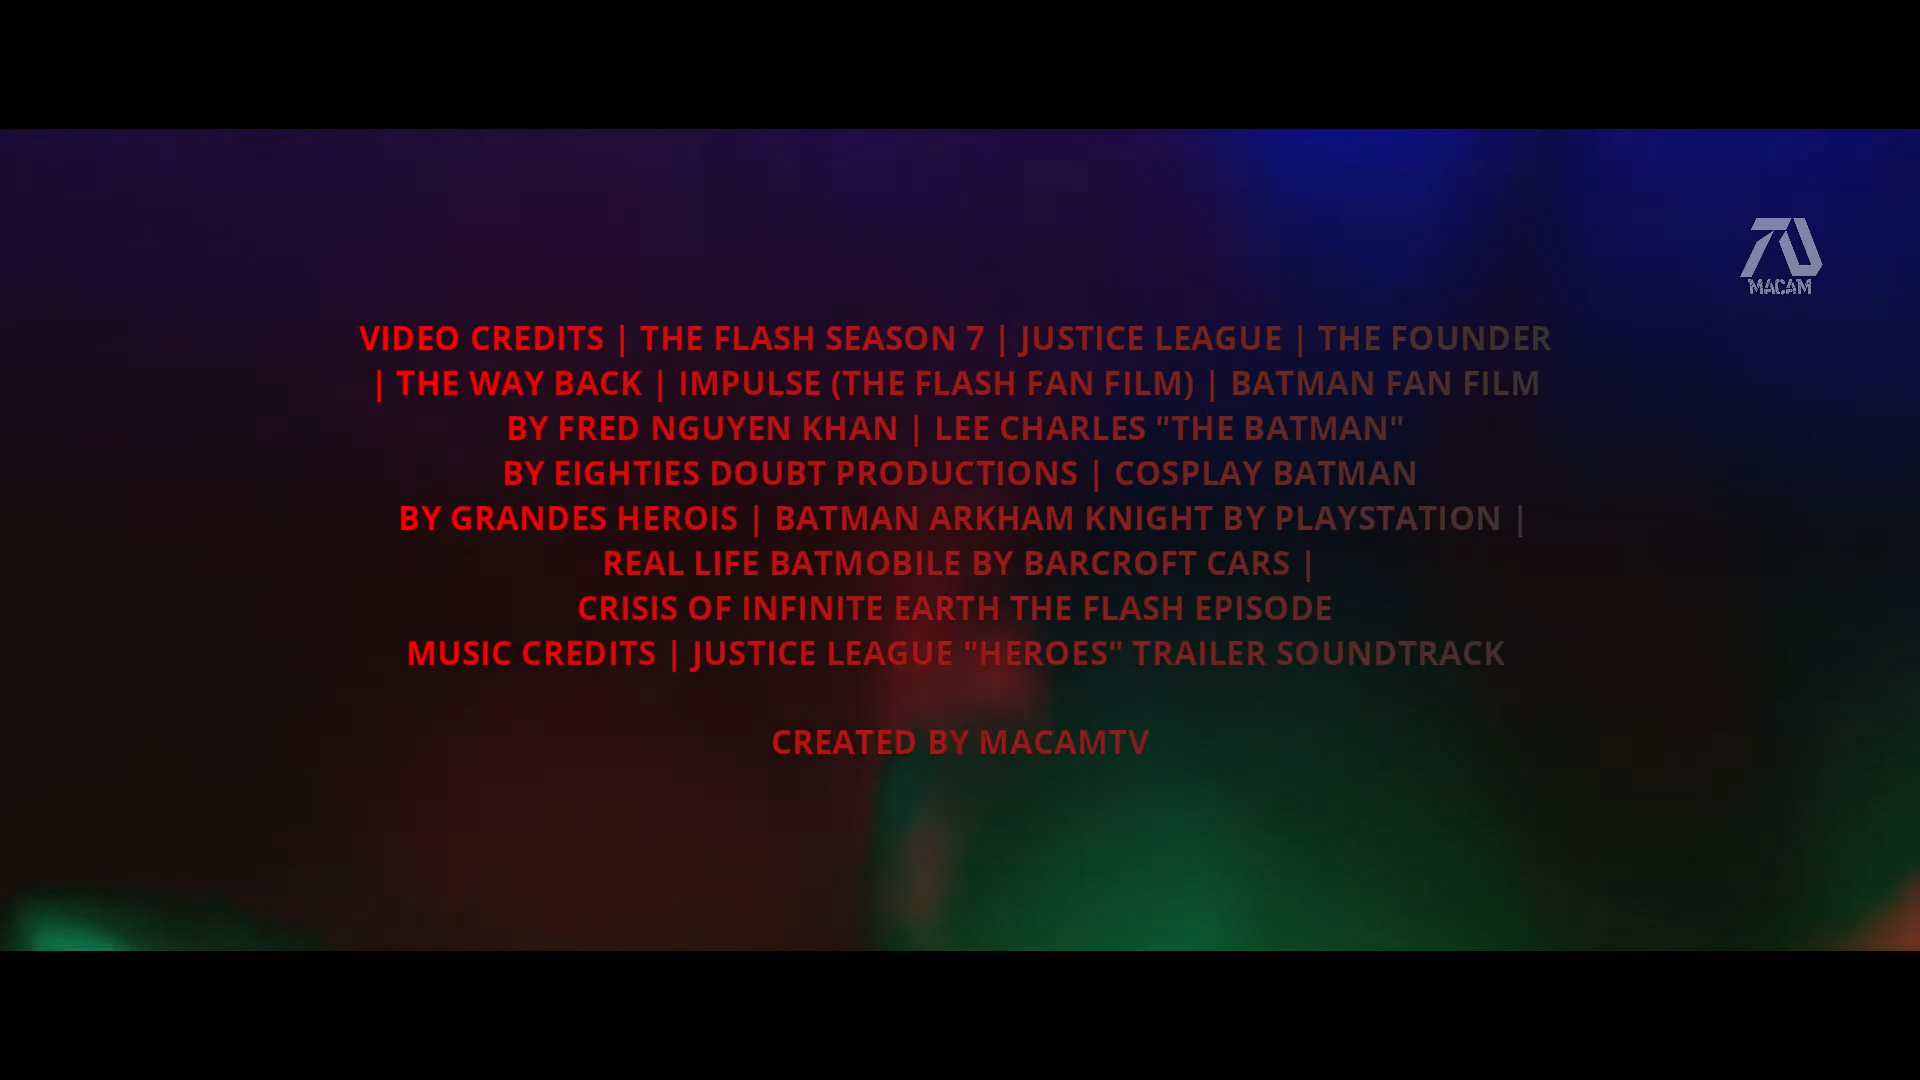 MACAM
VIDEO CREDITS | THE FLASH SEASON 7 | JUSTICE LEAGUE | THE FOUNDER
| THE WAY BACK | IMPULSE (THE FLASH FAN FILM) | BATMAN FAN FILM
BY FRED NGUYEN KHAN | LEE CHARLES "THE BATMAN"
BY EIGHTIES DOUBT PRODUCTIONS | COSPLAY BATMAN
BY GRANDES HEROIS | BATMAN ARKHAM KNIGHT BY PLAYSTATION |
REAL LIFE BATMOBILE BY BARCROFT CARS |
CRISIS OF INFINITE EARTH THE FLASH EPISODE
MUSIC CREDITS | JUSTICE LEAGUE "HEROES" TRAILER SOUNDTRACK
CREATED BY MACAMTV